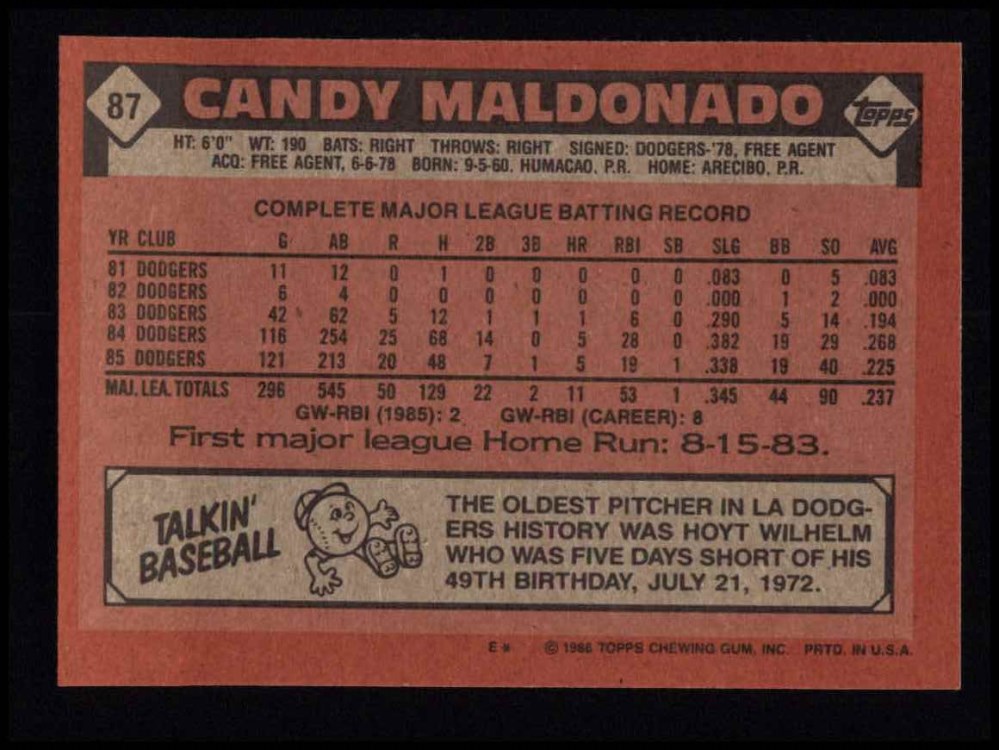 87 CANDY MALDONADO topps
HT: 6'0" WT: 190 BATS: RIGHT THROWS: RIGHT SIGNED: DODGERS-'78, FREE AGENT
ACQ: FREE AGENT, 6-6-78 BORN: 9-5-60, HUMACAO, P.R. HOME: ARECIBO, P.R.
COMPLETE MAJOR LEAGUE BATTING RECORD
YR CLUB G AB R H 2B 3B HR RBI SB SLG BB SO AVG
81 DODGERS 11 12 0 1 0 0 0 0 0 .083 0 5 .083
82 DODGERS 6 4 0 0 0 0 0 0 0 .000 1 2 .000
83 DODGERS 42 62 5 12 1 1 1 6 0 .290 5 14 .194
84 DODGERS 116 254 25 68 14 0 5 28 0 .382 19 29 .268
85 DODGERS 121 213 20 48 7 1 5 19 1 .338 19 40 .225
MAJ. LEA. TOTALS 296 545 50 129 22 2 11 53 1 .345 44 90 .237
GW-RBI (1985): 2 GW-RBI (CAREER): 8
First major league Home Run: 8-15-83.
TALKIN'
BASEBALL
THE OLDEST PITCHER IN LA DODG-
ERS HISTORY WAS HOYT WILHELM
WHO WAS FIVE DAYS SHORT OF HIS
49TH BIRTHDAY, JULY 21, 1972.
E* © 1986 TOPPS CHEWING GUM, INC. PRTD. IN U.S.A.